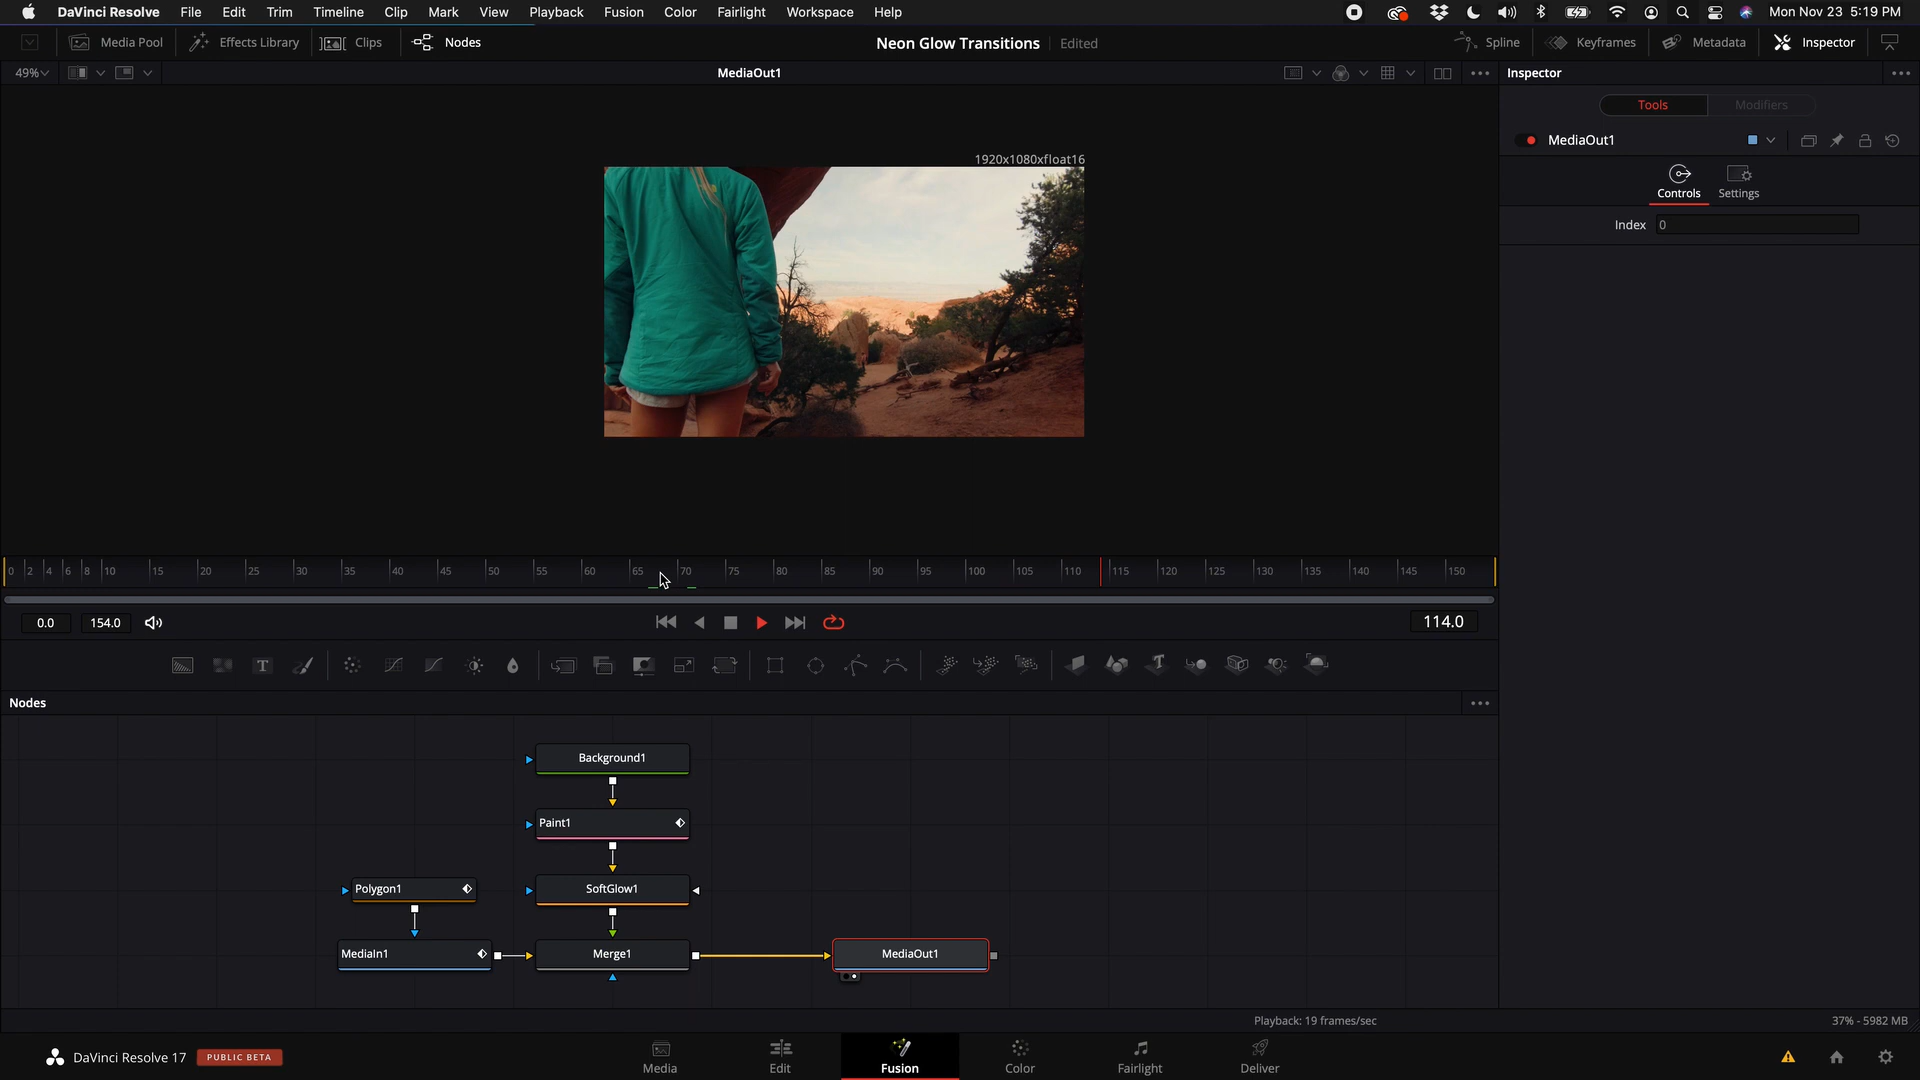 DaVinci Resolve File Edit Trim Timeline Clip Mark View Playback Fusion Color Fairlight Workspace Help Mon Nov 23 5:19 PM
Media Pool Effects Library Clips Nodes Neon Glow Transitions Edited Spline Keyframes Metadata Inspector
49% MediaOut1 Inspector
Tools Modifiers
MediaOut1
Controls Settings
Index 0
1920x1080xfloat16
0 2 4 6 8 10 15 20 25 30 35 40 45 50 55 60 65 70 75 80 85 90 95 100 105 110 115 120 125 130 135 140 145 150
0.0 154.0 114.0
Nodes
Background1
Paint1
Polygon1 SoftGlow1
MediaIn1 Merge1 MediaOut1
Playback: 19 frames/sec 37% - 5982 MB
DaVinci Resolve 17 PUBLIC BETA Media Edit Fusion Color Fairlight Deliver